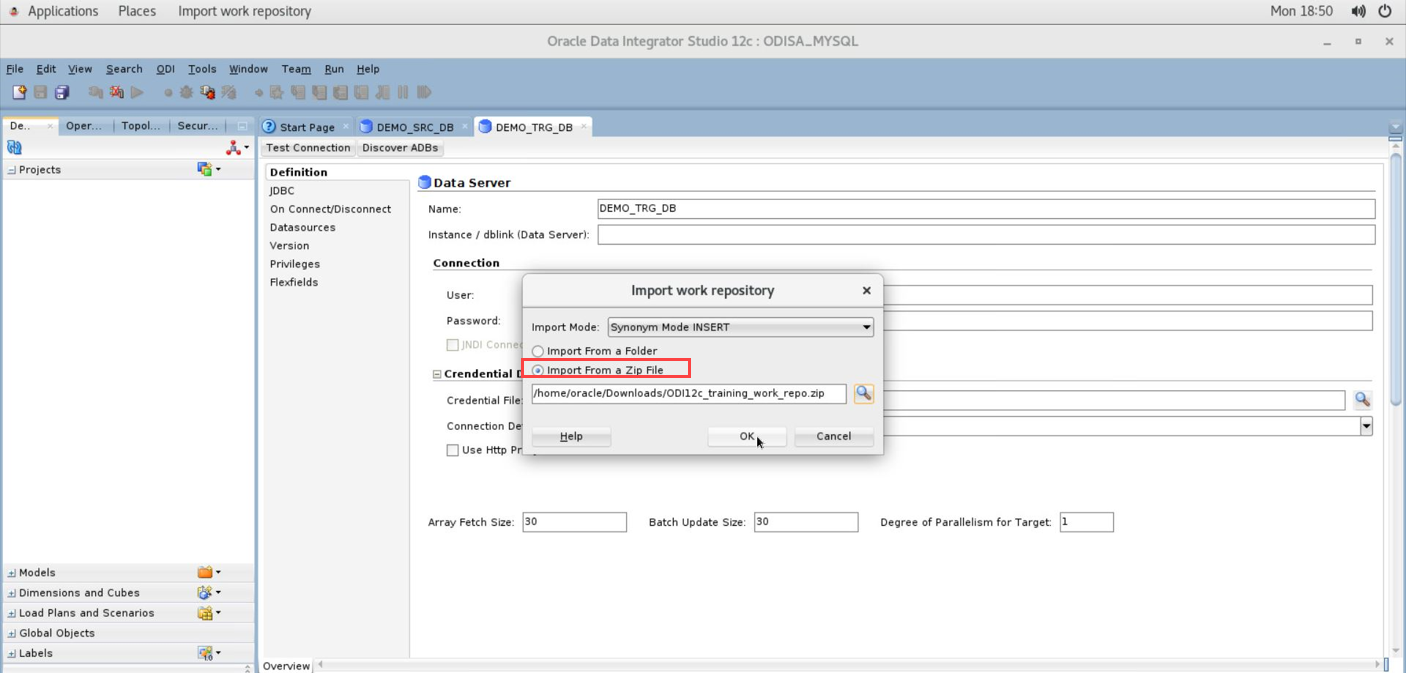 Applications Places Import work repository Mon 18:50
Oracle Data Integrator Studio 12c : ODISA_MYSQL
File Edit View Search ODI Tools Window Team Run Help
De.. Oper... Topol... Secur...
Start Page DEMO_SRC_DB DEMO_TRG_DB
Test Connection Discover ADBs
Projects
Definition
JDBC
On Connect/Disconnect
Datasources
Version
Privileges
Flexfields
Data Server
Name: DEMO_TRG_DB
Instance / dblink (Data Server):
Connection
User:
Password:
JNDI Connec
Crendential D
Credential File:
Connection De
Use Http Pr
Array Fetch Size: 30 Batch Update Size: 30 Degree of Parallelism for Target: 1
Import work repository
Import Mode: Synonym Mode INSERT
Import From a Folder
Import From a Zip File
/home/oracle/Downloads/ODI12c_training_work_repo.zip
Help OK Cancel
Models
Dimensions and Cubes
Load Plans and Scenarios
Global Objects
Labels
Overview